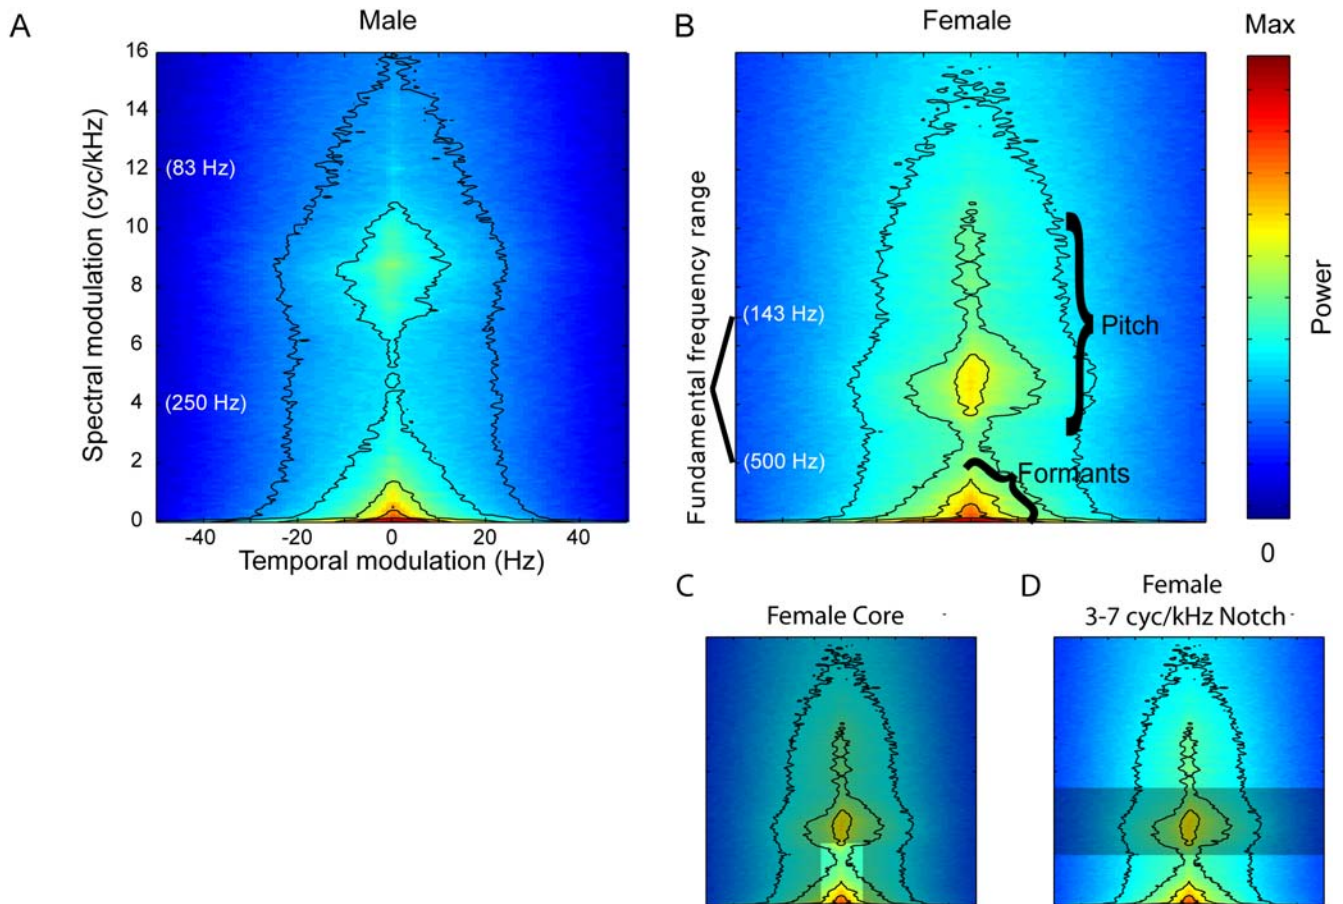 A
Male
B
Female
Max
16
14
12
10
8
6
4
2
0
(83 Hz)
(250 Hz)
Spectral modulation (cyc/kHz)
-40
-20
0
20
40
Temporal modulation (Hz)
Fundamental frequency range
(143 Hz)
(500 Hz)
Pitch
Formants
Power
0
C
Female Core
D
Female
3-7 cyc/kHz Notch